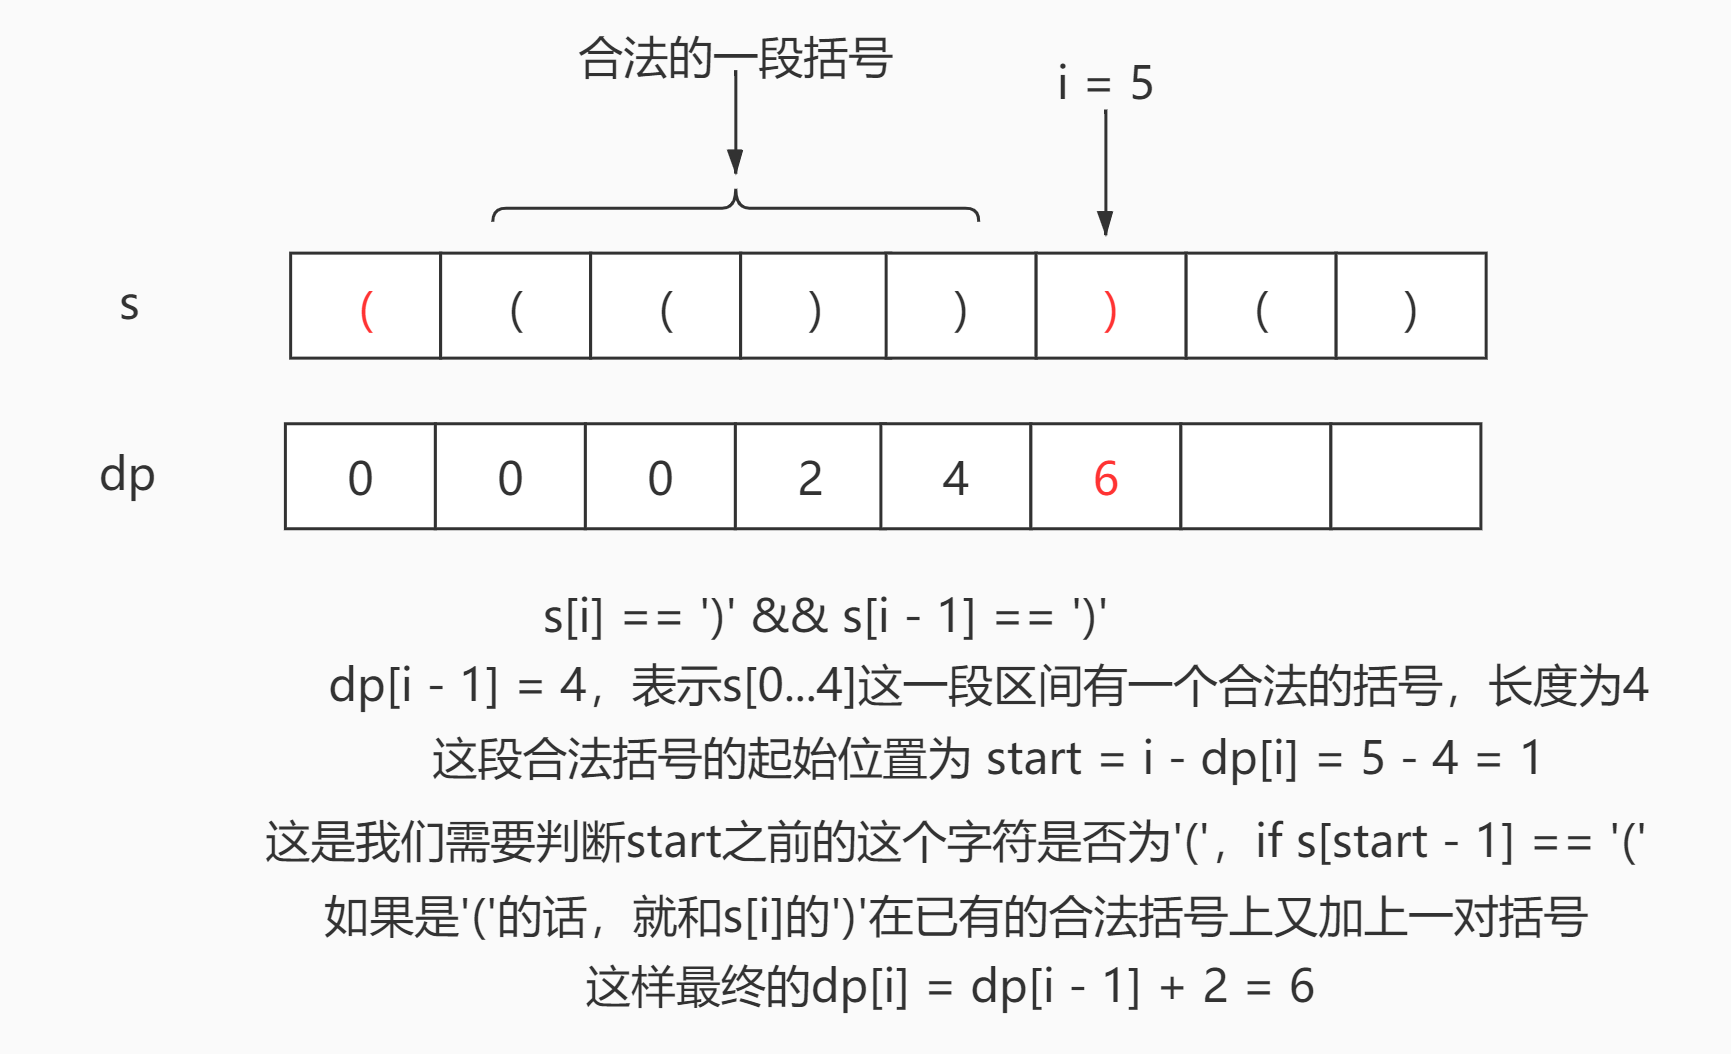 合法的一段括号
i = 5
s
( ( ( ) ) ) ( )
dp
0 0 0 2 4 6
s[i] == ')' && s[i - 1] == ')'
dp[i - 1] = 4，表示s[0...4]这一段区间有一个合法的括号，长度为4
这段合法括号的起始位置为 start = i - dp[i] = 5 - 4 = 1
这是我们需要判断start之前的这个字符是否为'('，if s[start - 1] == '('
如果是'('的话，就和s[i]的')'在已有的合法括号上又加上一对括号
这样最终的dp[i] = dp[i - 1] + 2 = 6